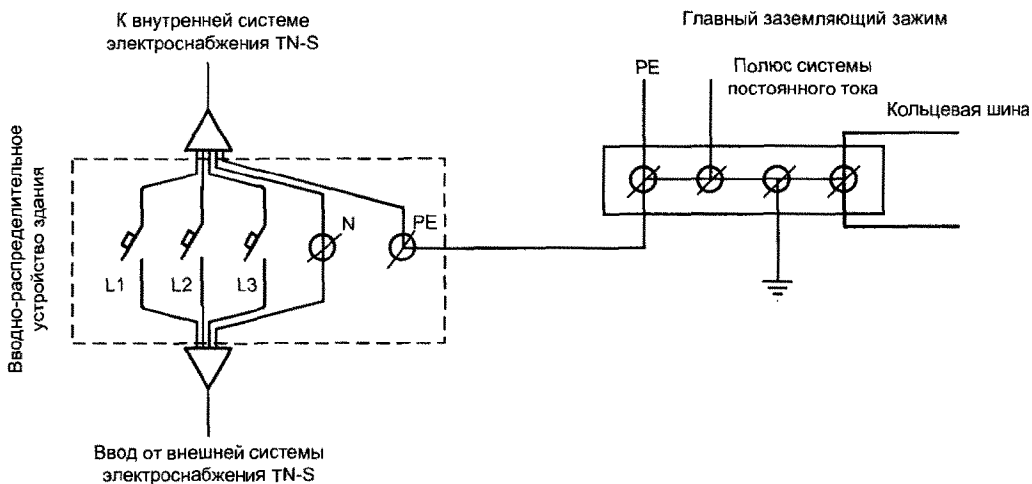 К внутренней системе
электроснабжения TN-S
Главный заземляющий зажим
PE
Полюс системы
постоянного тока
Кольцевая шина
Вводно-распределительное
устройство здания
N
PE
L1
L2
L3
Ввод от внешней системы
электроснабжения TN-S